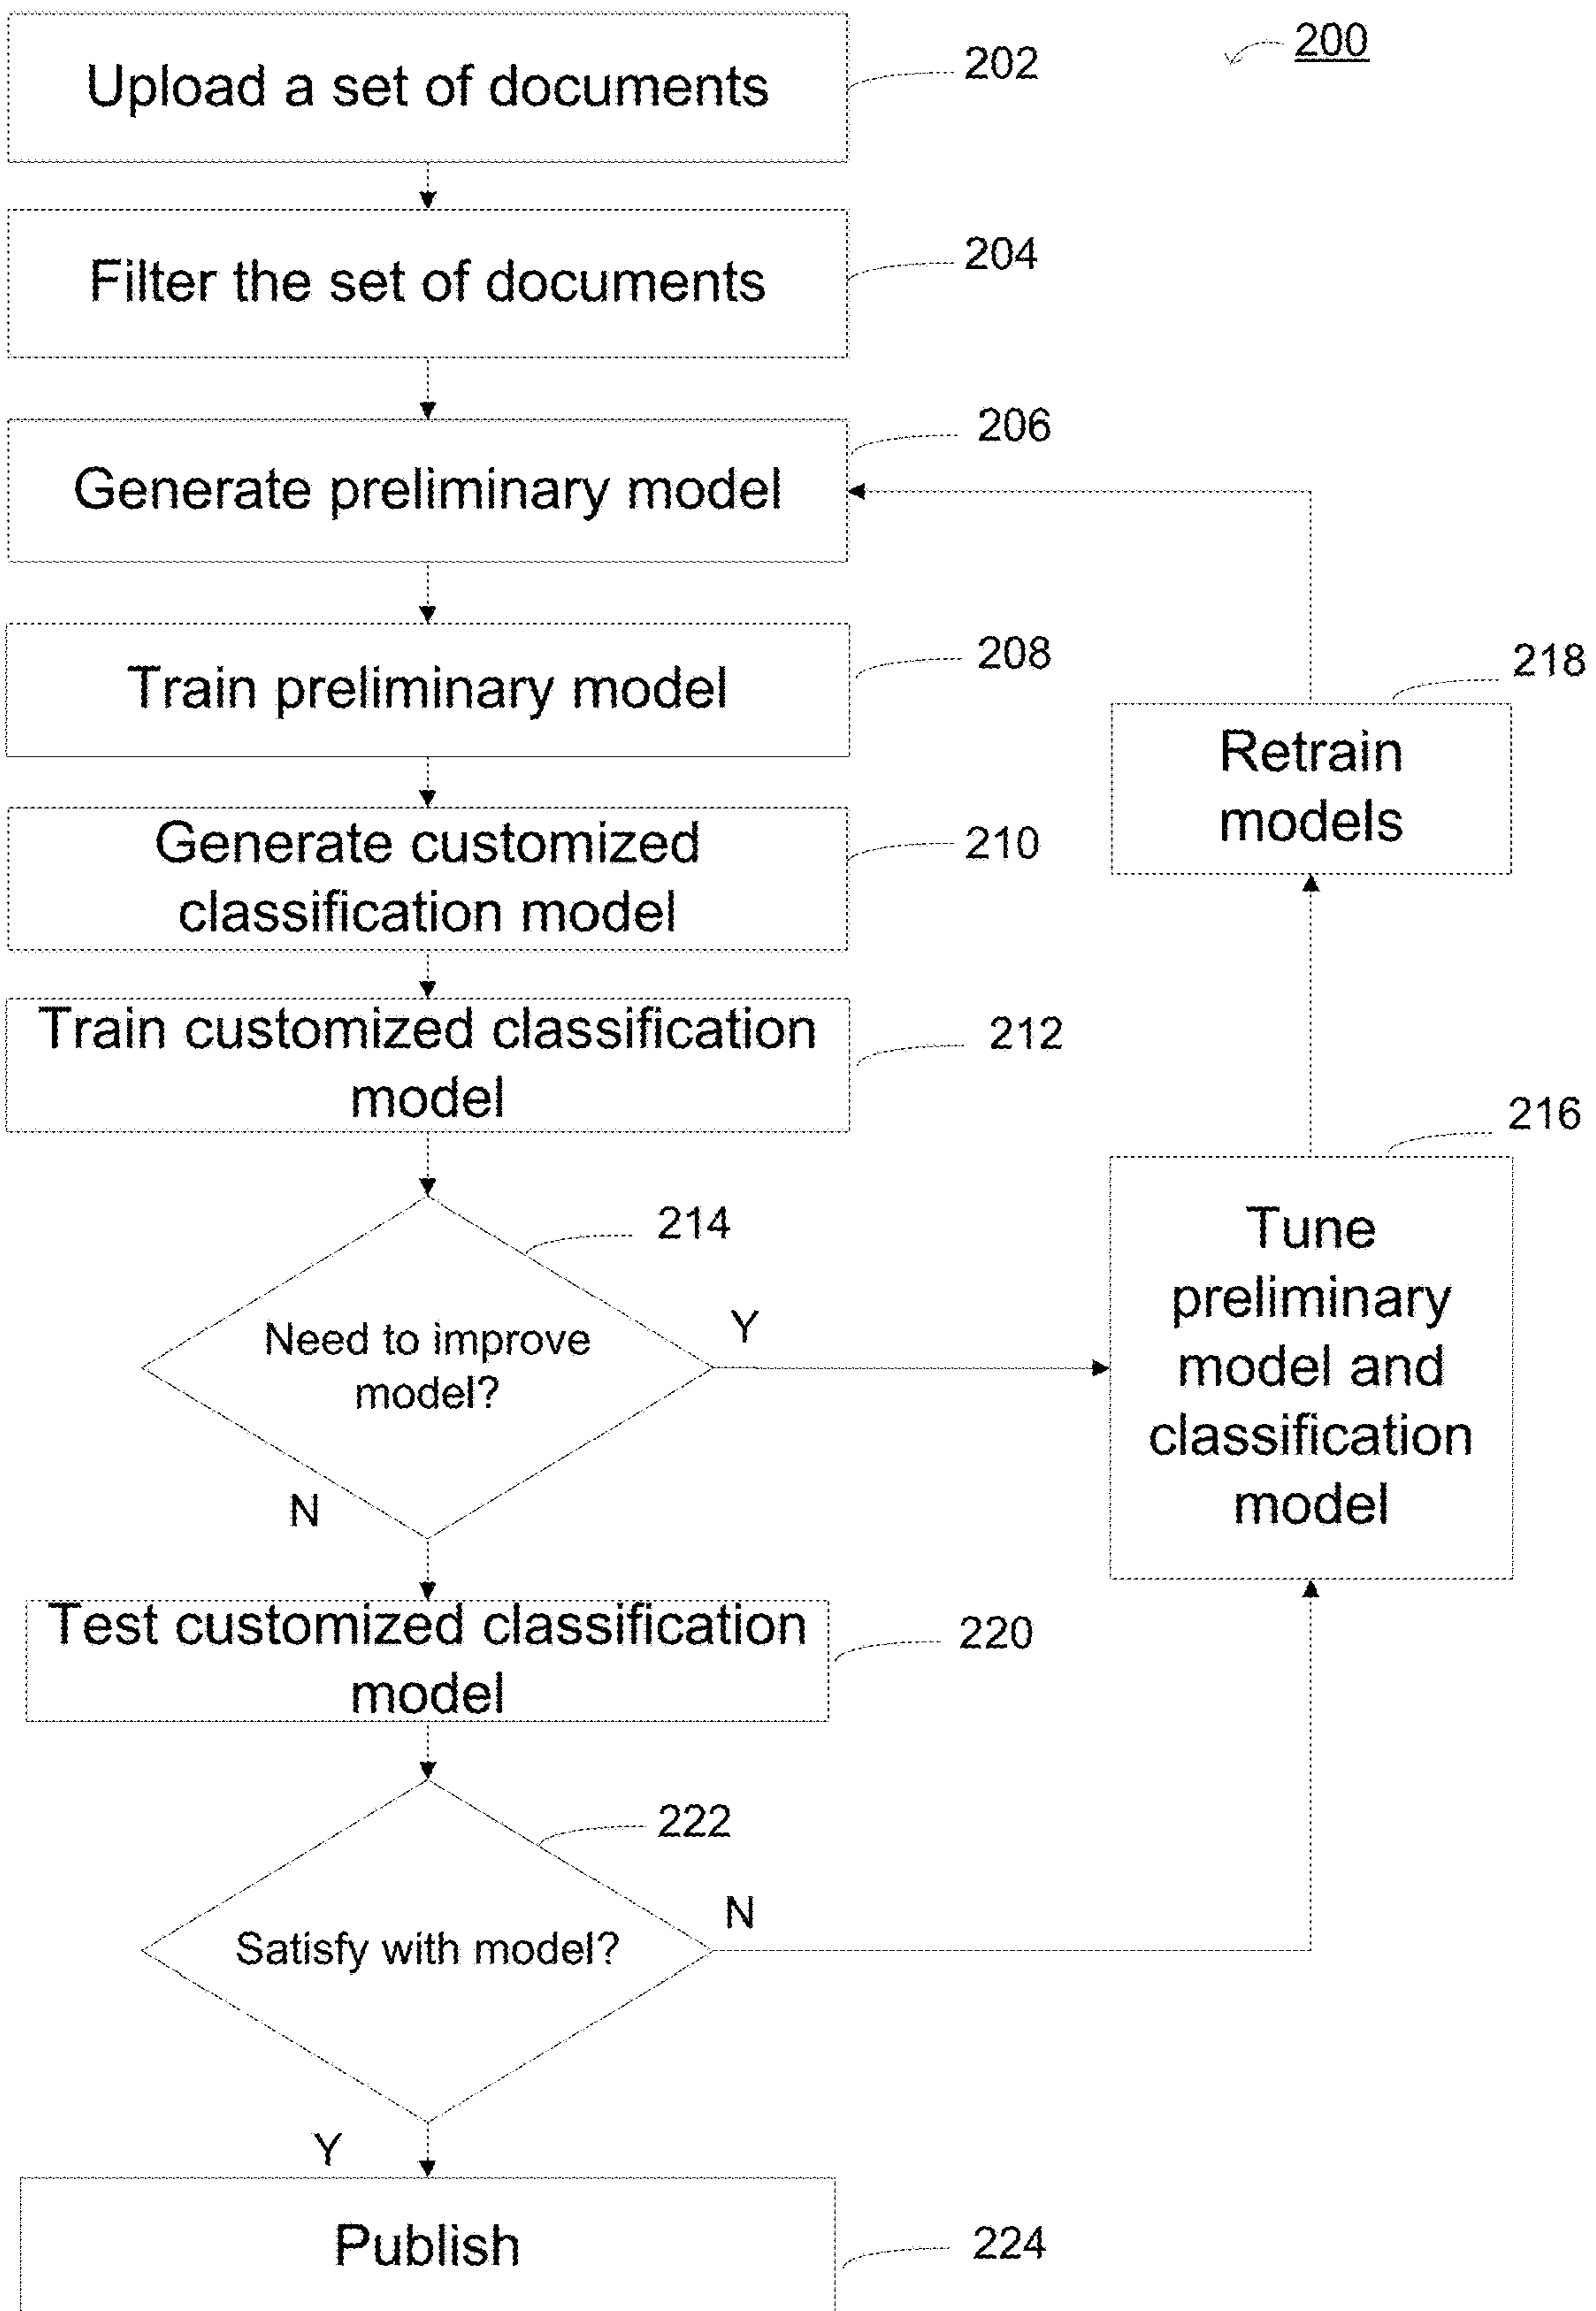 200
Upload a set of documents
202
Filter the set of documents
204
Generate preliminary model
206
Train preliminary model
208
Generate customized
classification model
210
Train customized classification
model
212
Need to improve
model?
214
Y
N
Tune
preliminary
model and
classification
model
216
Retrain
models
218
Test customized classification
model
220
Satisfy with model?
222
N
Y
Publish
224